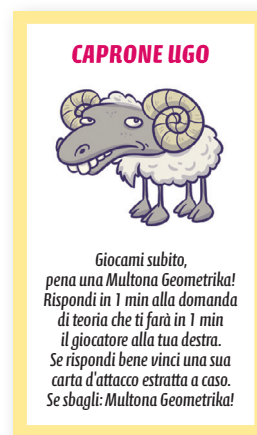 CAPRONE UGO
Giocami subito,
pena una Multona Geometrika!
Rispondi in 1 min alla domanda
di teoria che ti farà in 1 min
il giocatore alla tua destra.
Se rispondi bene vinci una sua
carta d'attacco estratta a caso.
Se sbagli: Multona Geometrika!